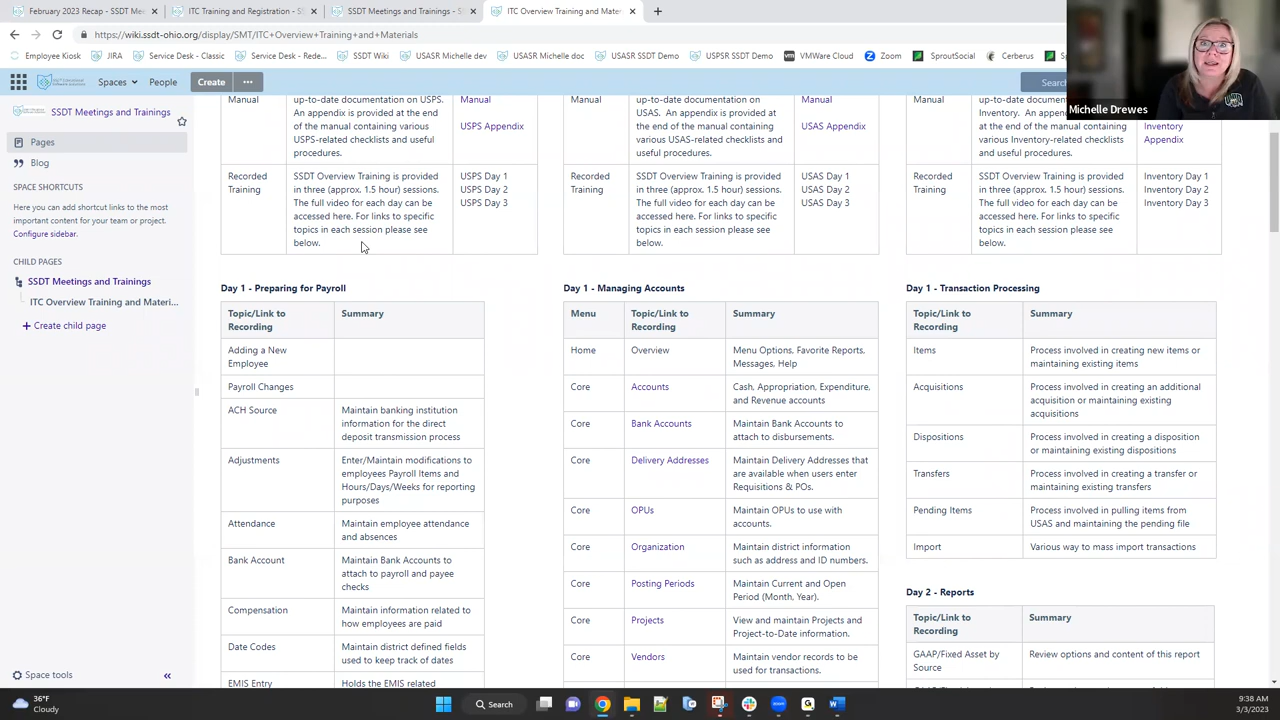 February 2023 Recap - SSDT Me
ITC Training and Registration - SS
SSDT Meetings and Trainings - S
ITC Overview Training and Mater
https://wiki.ssdt-ohio.org/display/SMT/ITC+Overview+Training+and+Materials
Employee Kiosk
JIRA
Service Desk - Classic
Service Desk - Rede...
SSDT Wiki
USASR Michelle dev
USASR Michelle doc
USASR SSDT Demo
USPSR SSDT Demo
VMWare Cloud
Zoom
SproutSocial
Cerberus
Michelle Drewes
Spaces
People
Create
Search
SSDT Meetings and Trainings
Pages
Blog
SPACE SHORTCUTS
Here you can add shortcut links to the most
important content for your team or project.
Configure sidebar.
CHILD PAGES
SSDT Meetings and Trainings
ITC Overview Training and Materi...
+ Create child page
Space tools
Manual
up-to-date documentation on USPS.
An appendix is provided at the
end of the manual containing
various USPS-related checklists
and useful procedures.
Manual
USPS Appendix
Recorded
Training
SSDT Overview Training is provided
in three (approx. 1.5 hour) sessions.
The full video for each day can be
accessed here. For links to specific
topics in each session please see
below.
USPS Day 1
USPS Day 2
USPS Day 3
Day 1 - Preparing for Payroll
Topic/Link to
Recording
Summary
Adding a New
Employee
Payroll Changes
ACH Source
Maintain banking institution
information for the direct
deposit transmission process
Adjustments
Enter/Maintain modifications to
employees Payroll Items and
Hours/Days/Weeks for reporting
purposes
Attendance
Maintain employee attendance
and absences
Bank Account
Maintain Bank Accounts to
attach to payroll and payee
checks
Compensation
Maintain information related to
how employees are paid
Date Codes
Maintain district defined fields
used to keep track of dates
EMIS Entry
Holds the EMIS related
Manual
up-to-date documentation on
USAS. An appendix is provided
at the end of the manual
containing various USAS-related
checklists and useful
procedures.
Manual
USAS Appendix
Recorded
Training
SSDT Overview Training is provided
in three (approx. 1.5 hour) sessions.
The full video for each day can be
accessed here. For links to specific
topics in each session please see
below.
USAS Day 1
USAS Day 2
USAS Day 3
Day 1 - Managing Accounts
Menu
Topic/Link to
Recording
Summary
Home
Overview
Menu Options, Favorite Reports,
Messages, Help
Core
Accounts
Cash, Appropriation, Expenditure,
and Revenue accounts
Core
Bank Accounts
Maintain Bank Accounts to
attach to disbursements.
Core
Delivery Addresses
Maintain Delivery Addresses that
are available when users enter
Requisitions & POs.
Core
OPUs
Maintain OPUs to use with
accounts.
Core
Organization
Maintain district information
such as address and ID numbers.
Core
Posting Periods
Maintain Current and Open
Period (Month, Year).
Core
Projects
View and maintain Projects and
Project-to-Date information.
Core
Vendors
Maintain vendor records to be
used for transactions.
Manual
up-to-date documentation on
Inventory. An appendix is provided
at the end of the manual containing
various Inventory-related checklists
and useful procedures.
Inventory
Appendix
Recorded
Training
SSDT Overview Training is provided
in three (approx. 1.5 hour) sessions.
The full video for each day can be
accessed here. For links to specific
topics in each session please see
below.
Inventory Day 1
Inventory Day 2
Inventory Day 3
Day 1 - Transaction Processing
Topic/Link to
Recording
Summary
Items
Process involved in creating new items or
maintaining existing items
Acquisitions
Process involved in creating an additional
acquisition or maintaining existing
acquisitions
Dispositions
Process involved in creating a disposition
or maintaining existing dispositions
Transfers
Process involved in creating a transfer or
maintaining existing transfers
Pending Items
Process involved in pulling items from
USAS and maintaining the pending file
Import
Various way to mass import transactions
Day 2 - Reports
Topic/Link to
Recording
Summary
GAAP/Fixed Asset by
Source
Review options and content of this report
36°F
Cloudy
Search
9:38 AM
3/3/2023